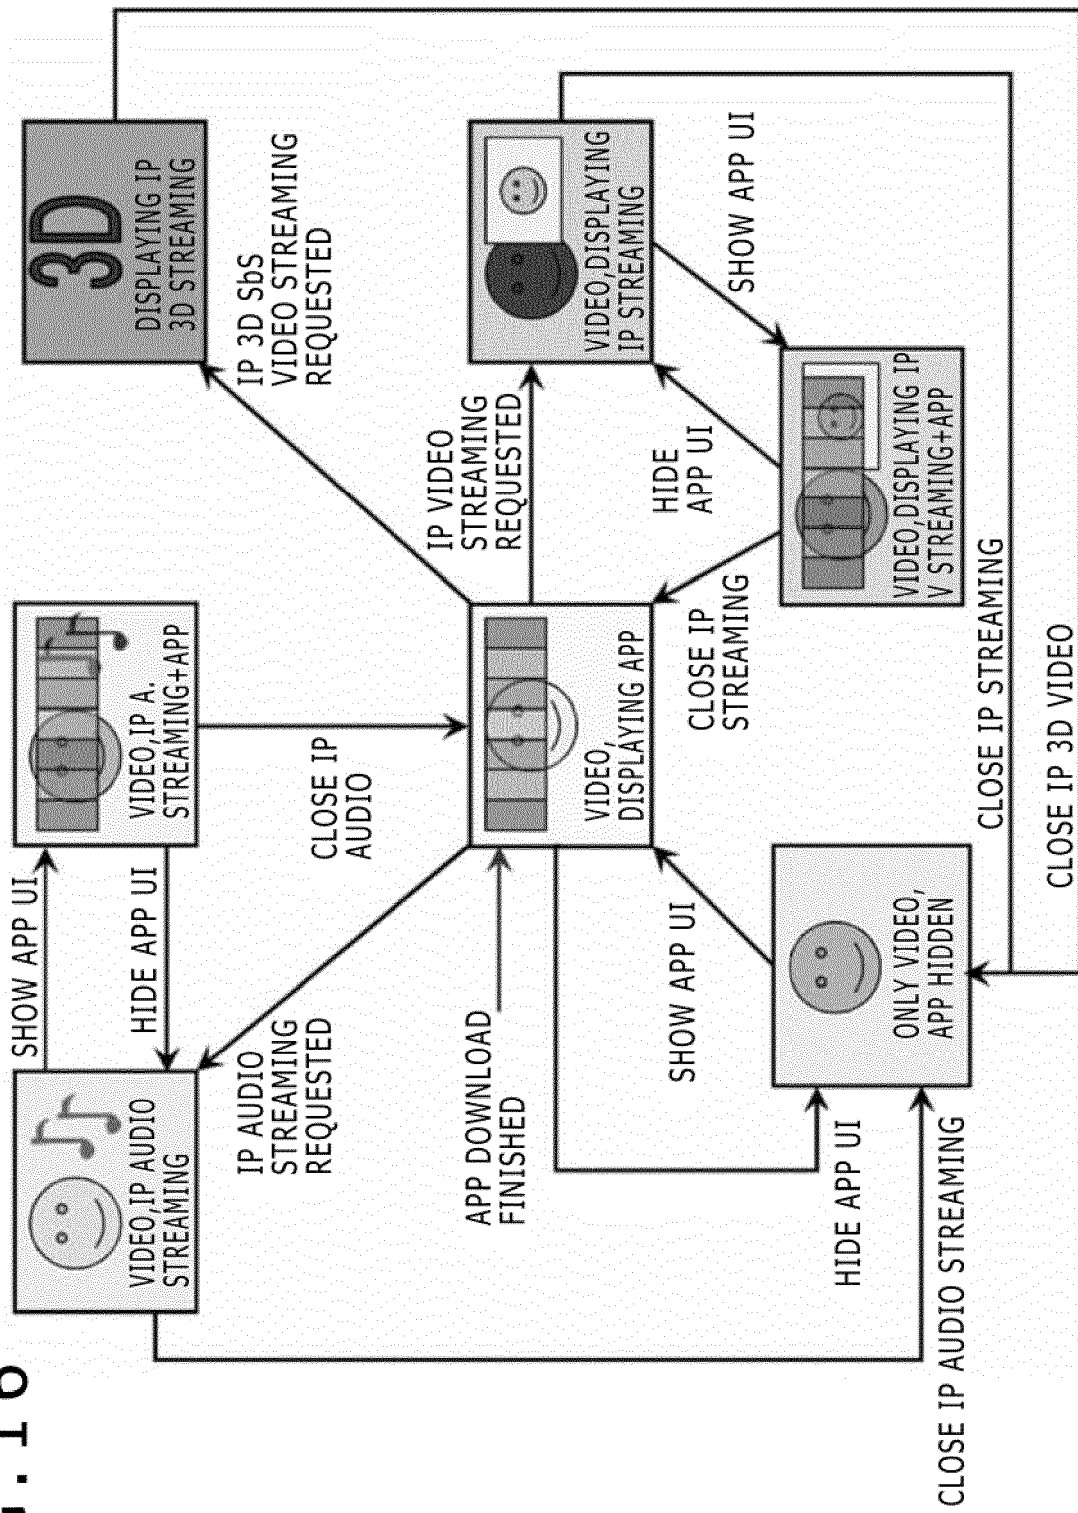 SHOW APP UI
HIDE APP UI
VIDEO,IP AUDIO
STREAMING
VIDEO,IP A.
STREAMING+APP
3D
DISPLAYING IP
3D STREAMING
IP AUDIO
STREAMING
REQUESTED
CLOSE IP
AUDIO
IP 3D SbS
VIDEO STREAMING
REQUESTED
APP DOWNLOAD
FINISHED
VIDEO,
DISPLAYING APP
IP VIDEO
STREAMING
REQUESTED
VIDEO,DISPLAYING
IP STREAMING
HIDE
APP UI
SHOW APP UI
SHOW APP UI
CLOSE IP
STREAMING
HIDE APP UI
ONLY VIDEO,
APP HIDDEN
VIDEO,DISPLAYING IP
V STREAMING+APP
CLOSE IP AUDIO STREAMING
CLOSE IP STREAMING
CLOSE IP 3D VIDEO